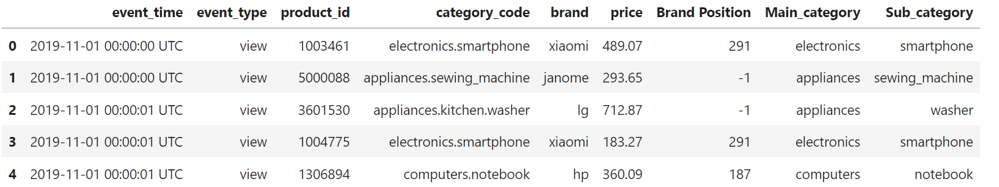 event_time event_type product_id category_code brand price Brand Position Main_category Sub_category
0 2019-11-01 00:00:00 UTC view 1003461 electronics.smartphone xiaomi 489.07 291 electronics smartphone
1 2019-11-01 00:00:00 UTC view 5000088 appliances.sewing_machine janome 293.65 -1 appliances sewing_machine
2 2019-11-01 00:00:01 UTC view 3601530 appliances.kitchen.washer lg 712.87 -1 appliances washer
3 2019-11-01 00:00:01 UTC view 1004775 electronics.smartphone xiaomi 183.27 291 electronics smartphone
4 2019-11-01 00:00:01 UTC view 1306894 computers.notebook hp 360.09 187 computers notebook